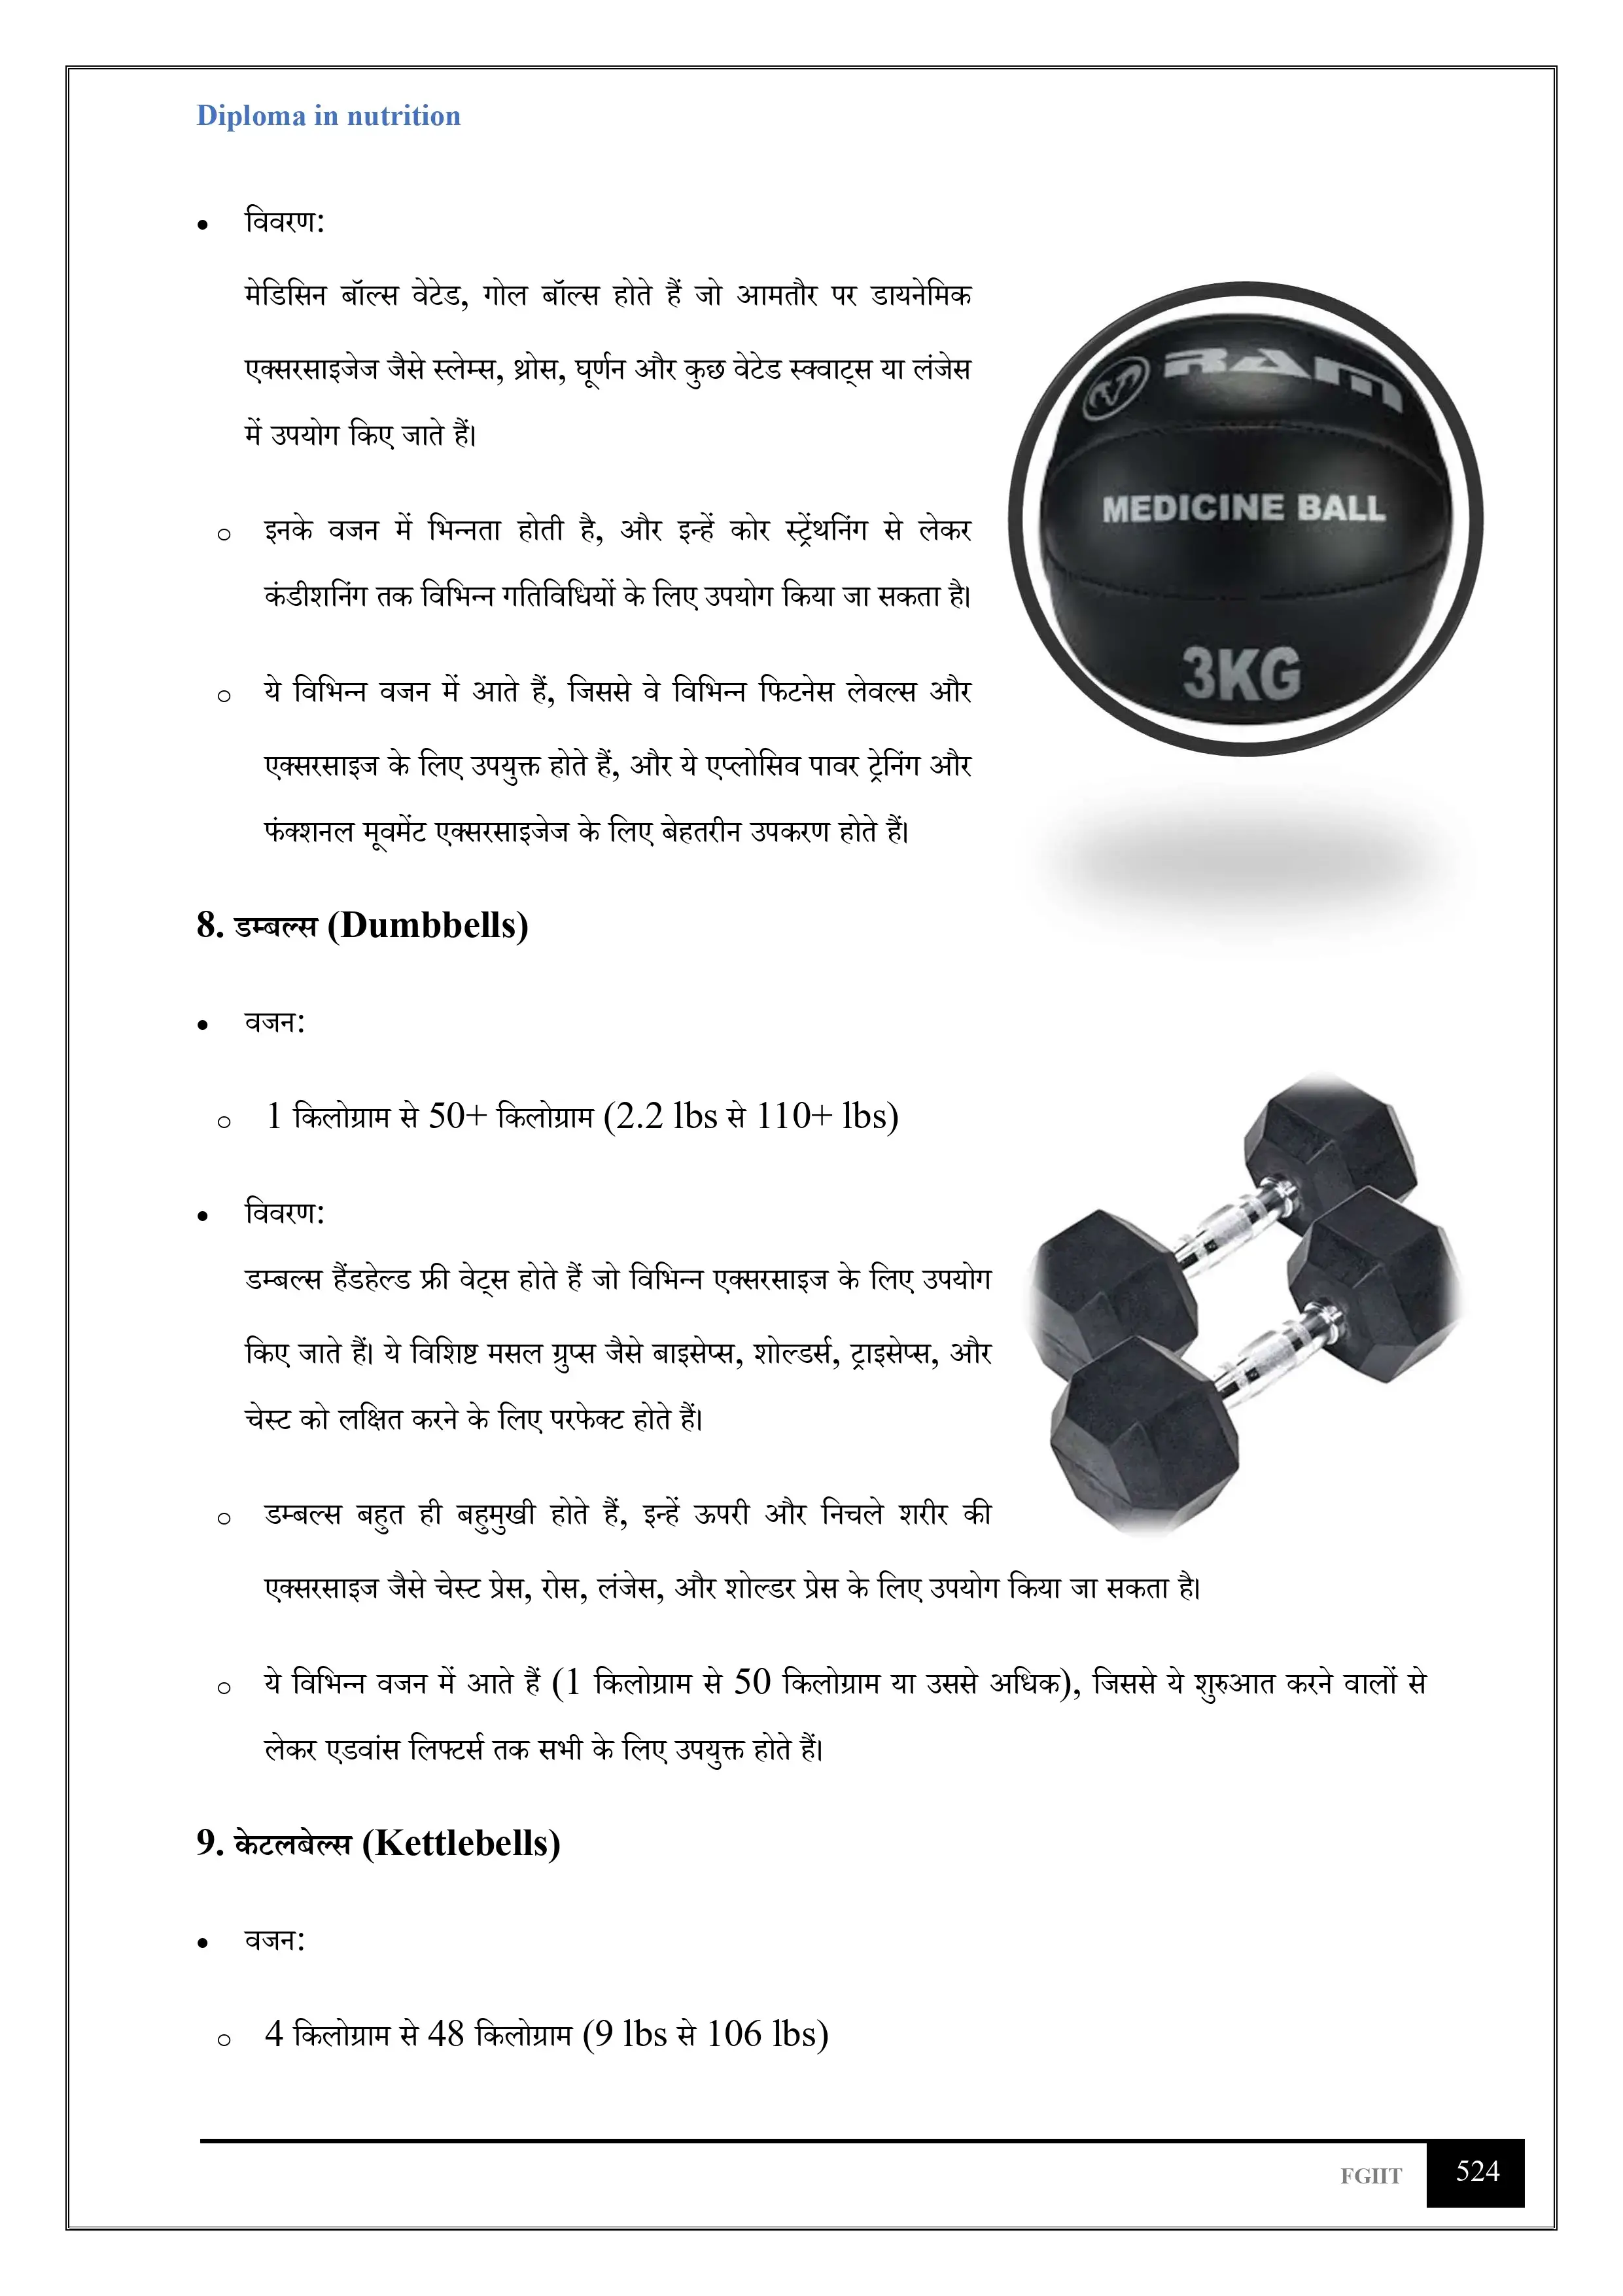 Diploma in nutrition
• विवरण:
मेडिसिन बॉल्स वेटेड, गोल बॉल्स होते हैं जो आमतौर पर डायनेमिक
एक्सरसाइजेज जैसे स्लेम्स, थ्रोस, घूर्णन और कुछ वेटेड स्क्वाट्स या लंजेस
में उपयोग किए जाते हैं।
o इनके वजन में भिन्नता होती है, और इन्हें कोर स्ट्रेंथनिंग से लेकर
कंडीशनिंग तक विभिन्न गतिविधियों के लिए उपयोग किया जा सकता है।
o ये विभिन्न वजन में आते हैं, जिससे वे विभिन्न फिटनेस लेवल्स और
एक्सरसाइज के लिए उपयुक्त होते हैं, और ये एप्लोसिव पावर ट्रेनिंग और
फंक्शनल मूवमेंट एक्सरसाइजेज के लिए बेहतरीन उपकरण होते हैं।
RAM
MEDICINE BALL
3KG
8. डम्बल्स (Dumbbells)
• वजन:
o 1 किलोग्राम से 50+ किलोग्राम (2.2 lbs से 110+ lbs)
• विवरण:
डम्बल्स हैंडहेल्ड फ्री वेट्स होते हैं जो विभिन्न एक्सरसाइज के लिए उपयोग
किए जाते हैं। ये विशिष्ट मसल ग्रुप्स जैसे बाइसेप्स, शोल्डर्स, ट्राइसेप्स, और
चेस्ट को लक्षित करने के लिए परफेक्ट होते हैं।
o डम्बल्स बहुत ही बहुमुखी होते हैं, इन्हें ऊपरी और निचले शरीर की
एक्सरसाइज जैसे चेस्ट प्रेस, रोस, लंजेस, और शोल्डर प्रेस के लिए उपयोग किया जा सकता है।
o ये विभिन्न वजन में आते हैं (1 किलोग्राम से 50 किलोग्राम या उससे अधिक), जिससे ये शुरुआत करने वालों से
लेकर एडवांस लिफ्टर्स तक सभी के लिए उपयुक्त होते हैं।
9. केटलबेल्स (Kettlebells)
• वजन:
o 4 किलोग्राम से 48 किलोग्राम (9 lbs से 106 lbs)
FGIIT 524